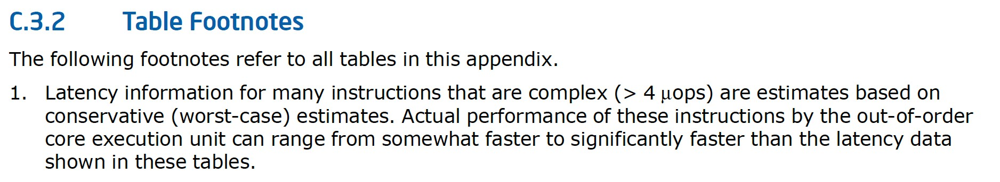 C.3.2 Table Footnotes
The following footnotes refer to all tables in this appendix.
1. Latency information for many instructions that are complex (> 4 μops) are estimates based on
conservative (worst-case) estimates. Actual performance of these instructions by the out-of-order
core execution unit can range from somewhat faster to significantly faster than the latency data
shown in these tables.